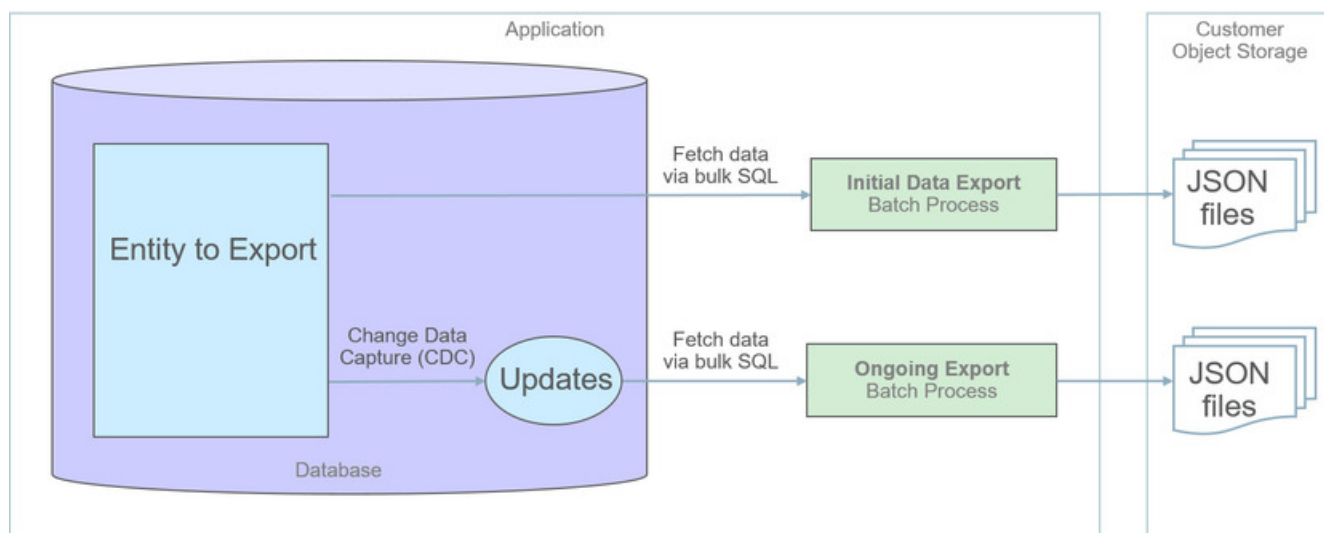 Application
Customer
Object Storage
Fetch data
via bulk SQL
Initial Data Export
Batch Process
JSON
files
Entity to Export
Change Data
Capture (CDC)
Updates
Fetch data
via bulk SQL
Ongoing Export
Batch Process
JSON
files
Database